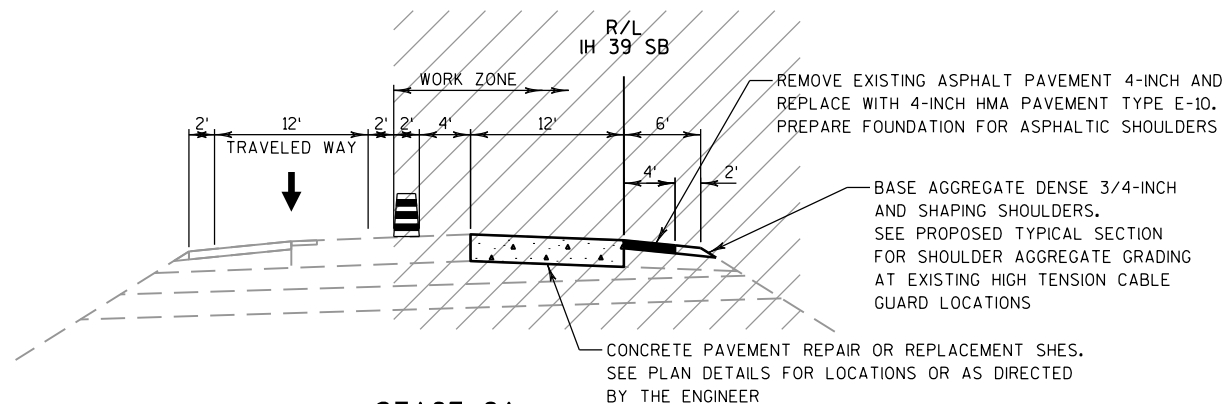 R/L
IH 39 SB
WORK ZONE
2' 12' 2' 2' 4' 12' 6'
TRAVELED WAY
4' 2'
REMOVE EXISTING ASPHALT PAVEMENT 4-INCH AND
REPLACE WITH 4-INCH HMA PAVEMENT TYPE E-10.
PREPARE FOUNDATION FOR ASPHALTIC SHOULDERS
BASE AGGREGATE DENSE 3/4-INCH
AND SHAPING SHOULDERS.
SEE PROPOSED TYPICAL SECTION
FOR SHOULDER AGGREGATE GRADING
AT EXISTING HIGH TENSION CABLE
GUARD LOCATIONS
CONCRETE PAVEMENT REPAIR OR REPLACEMENT SHES.
SEE PLAN DETAILS FOR LOCATIONS OR AS DIRECTED
BY THE ENGINEER